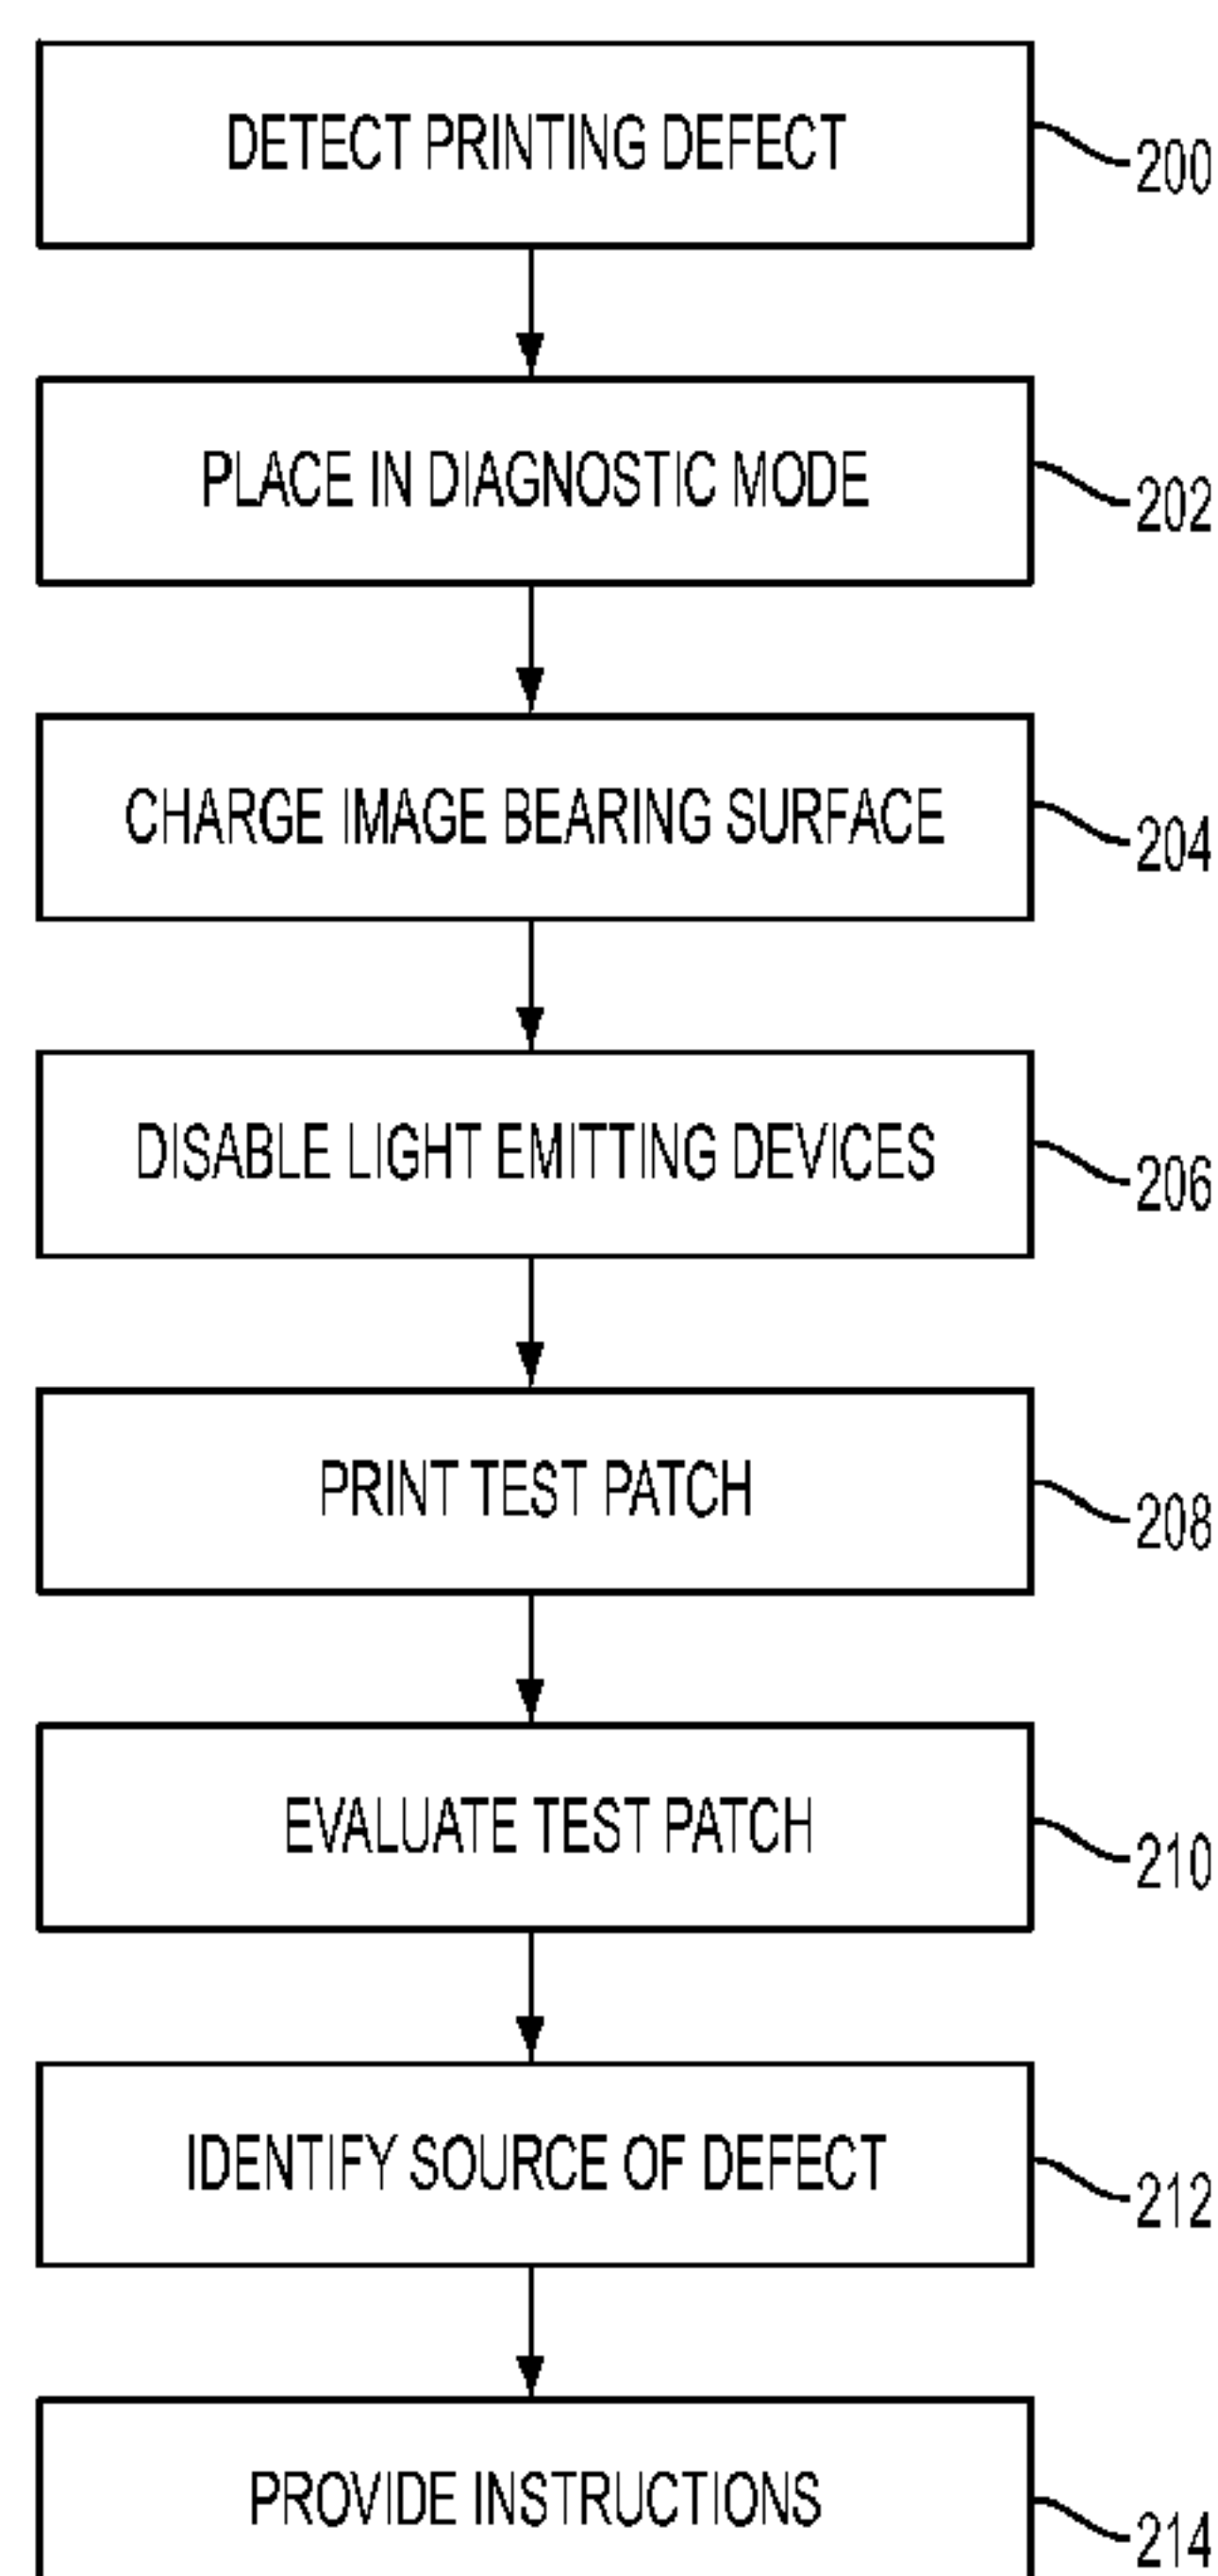 DETECT PRINTING DEFECT
200
PLACE IN DIAGNOSTIC MODE
202
CHARGE IMAGE BEARING SURFACE
204
DISABLE LIGHT EMITTING DEVICES
206
PRINT TEST PATCH
208
EVALUATE TEST PATCH
210
IDENTIFY SOURCE OF DEFECT
212
PROVIDE INSTRUCTIONS
214